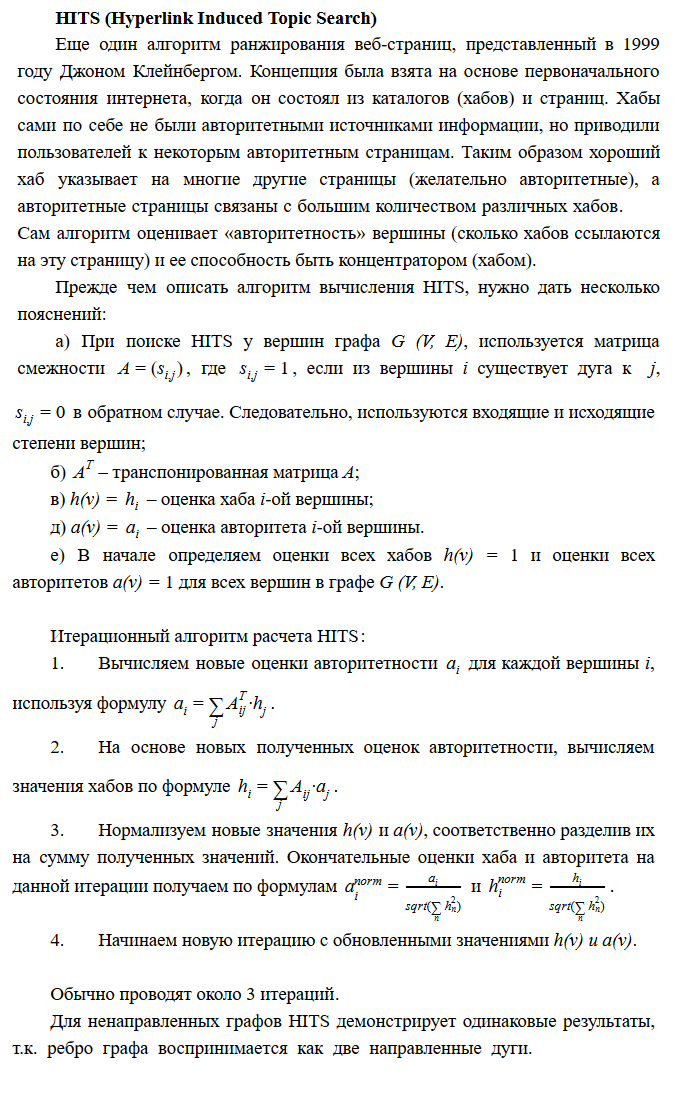 HITS (Hyperlink Induced Topic Search)
Еще один алгоритм ранжирования веб-страниц, представленный в 1999
году Джоном Клейнбергом. Концепция была взята на основе первоначального
состояния интернета, когда он состоял из каталогов (хабов) и страниц. Хабы
сами по себе не были авторитетными источниками информации, но приводили
пользователей к некоторым авторитетным страницам. Таким образом хороший
хаб указывает на многие другие страницы (желательно авторитетные), а
авторитетные страницы связаны с большим количеством различных хабов.
Сам алгоритм оценивает «авторитетность» вершины (сколько хабов ссылаются
на эту страницу) и ее способность быть концентратором (хабом).
Прежде чем описать алгоритм вычисления HITS, нужно дать несколько
пояснений:
а) При поиске HITS у вершин графа G (V, E), используется матрица
смежности A = (s_{i,j}), где s_{i,j} = 1, если из вершины i существует дуга к j,
s_{i,j} = 0 в обратном случае. Следовательно, используются входящие и исходящие
степени вершин;
б) A^T – транспонированная матрица A;
в) h(v) = h_i – оценка хаба i-ой вершины;
д) a(v) = a_i – оценка авторитета i-ой вершины.
е) В начале определяем оценки всех хабов h(v) = 1 и оценки всех
авторитетов a(v) = 1 для всех вершин в графе G (V, E).
Итерационный алгоритм расчета HITS:
1. Вычисляем новые оценки авторитетности a_i для каждой вершины i,
используя формулу a_i = ∑_j A^T_{ij}·h_j.
2. На основе новых полученных оценок авторитетности, вычисляем
значения хабов по формуле h_i = ∑_j A_{ij}·a_j.
3. Нормализуем новые значения h(v) и a(v), соответственно разделив их
на сумму полученных значений. Окончательные оценки хаба и авторитета на
данной итерации получаем по формулам a_i^{norm} = a_i / sqrt(∑_n h_n^2) и h_i^{norm} = h_i / sqrt(∑_n h_n^2).
4. Начинаем новую итерацию с обновленными значениями h(v) и a(v).
Обычно проводят около 3 итераций.
Для ненаправленных графов HITS демонстрирует одинаковые результаты,
т.к. ребро графа воспринимается как две направленные дуги.